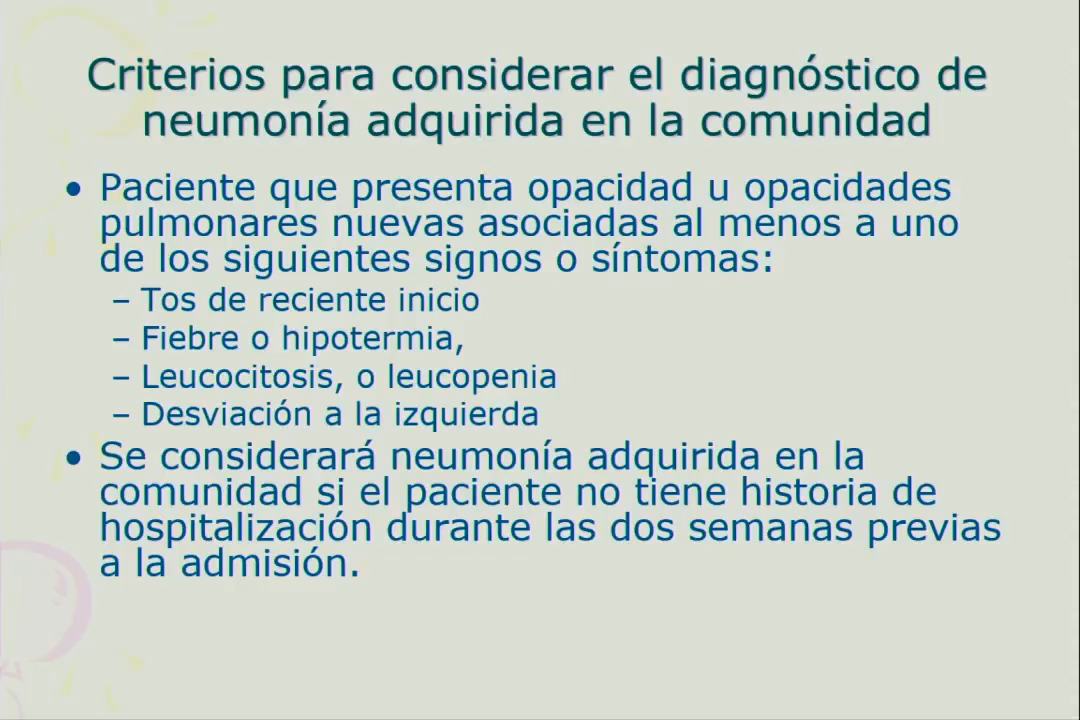 Criterios para considerar el diagnóstico de
neumonía adquirida en la comunidad
• Paciente que presenta opacidad u opacidades
pulmonares nuevas asociadas al menos a uno
de los siguientes signos o síntomas:
– Tos de reciente inicio
– Fiebre o hipotermia,
– Leucocitosis, o leucopenia
– Desviación a la izquierda
• Se considerará neumonía adquirida en la
comunidad si el paciente no tiene historia de
hospitalización durante las dos semanas previas
a la admisión.